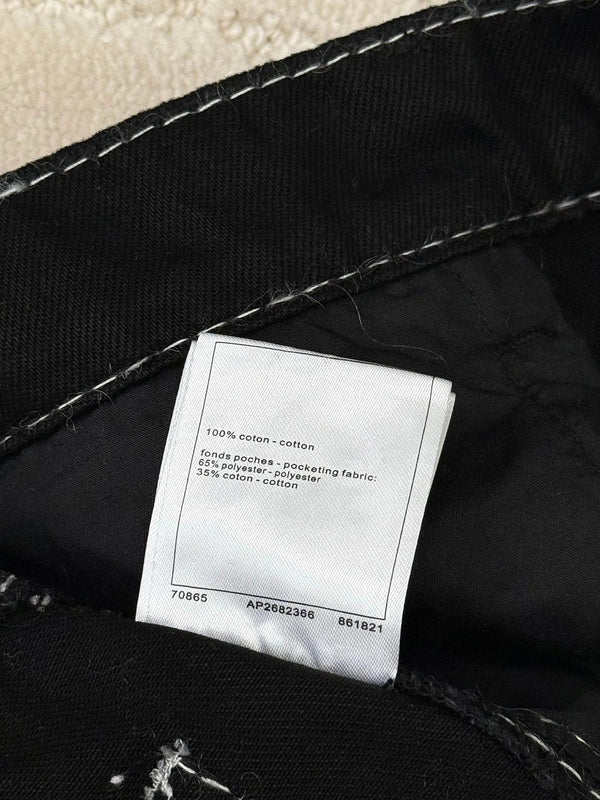 100% coton - cotton
fonds poches - pocketing fabric:
65% polyester - polyester
35% coton - cotton
70865 AP2682366 861821